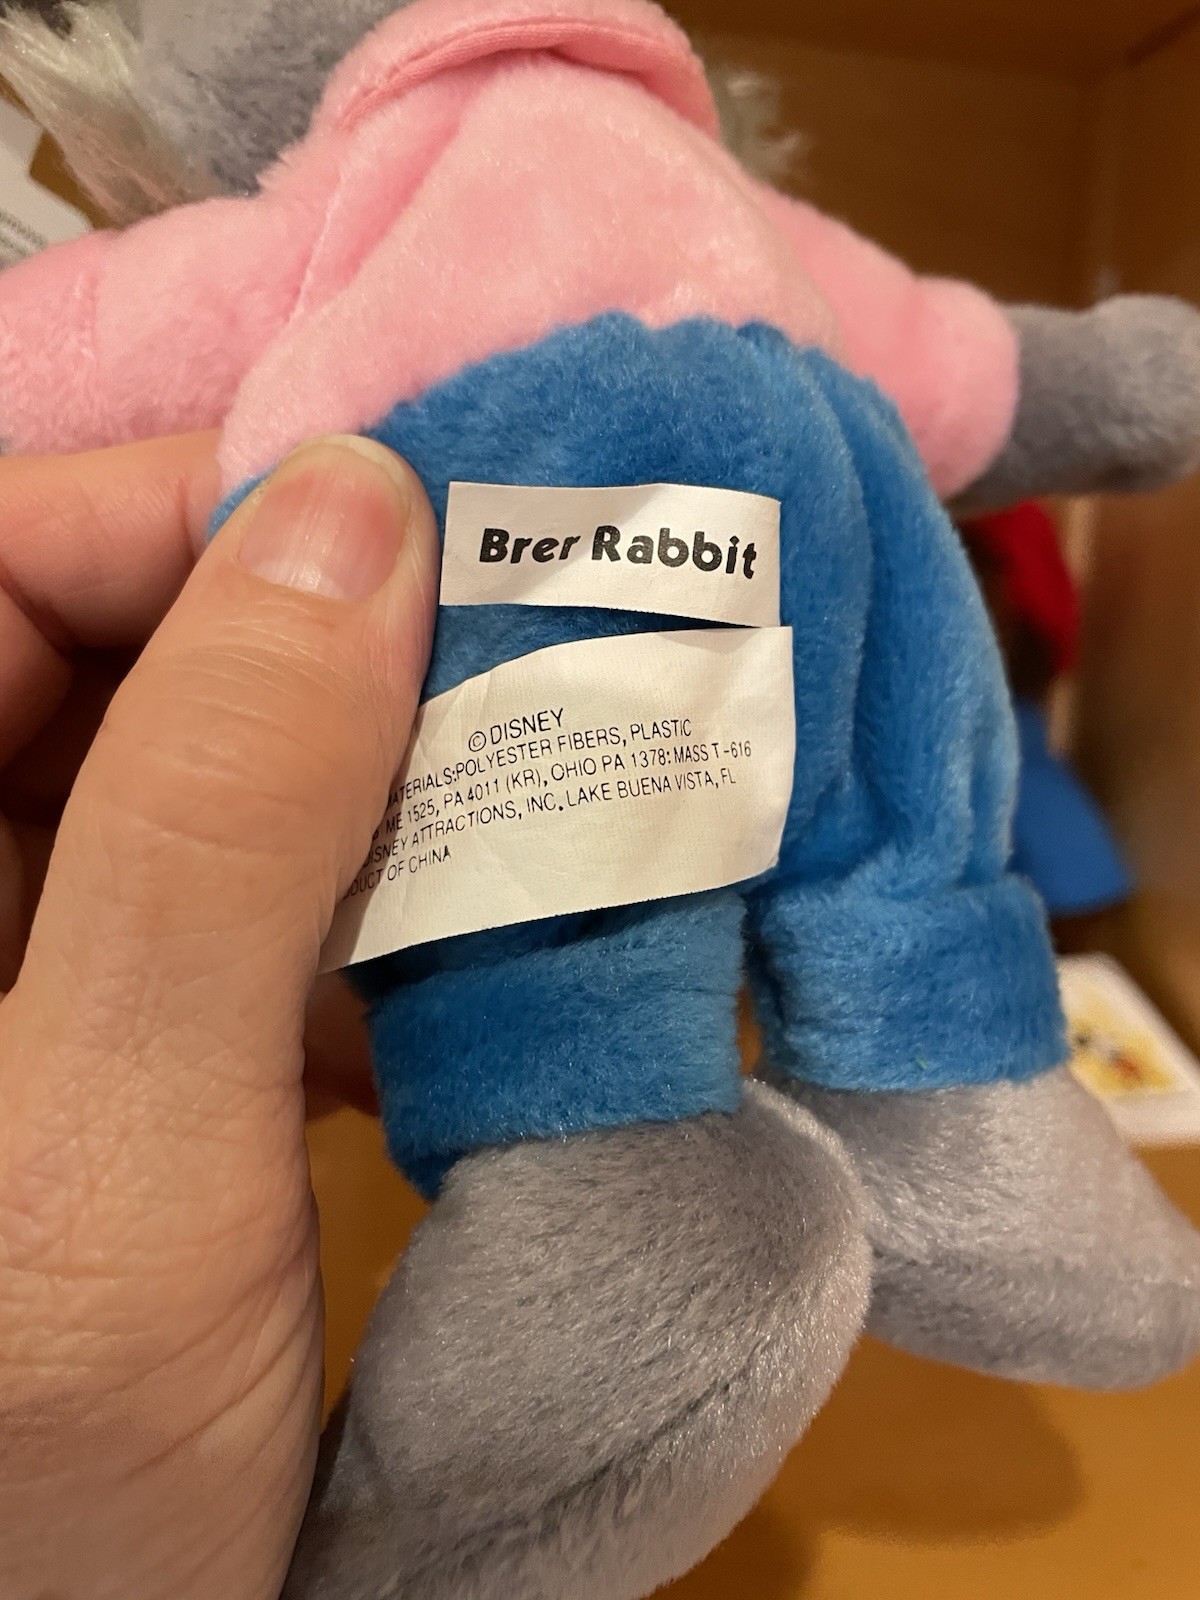 Brer Rabbit
© DISNEY
ATERIALS:POLYESTER FIBERS, PLASTIC
ME 1525, PA 4011 (KR), OHIO PA 1378: MASS T-616
DISNEY ATTRACTIONS, INC, LAKE BUENA VISTA, FL
DUCT OF CHINA